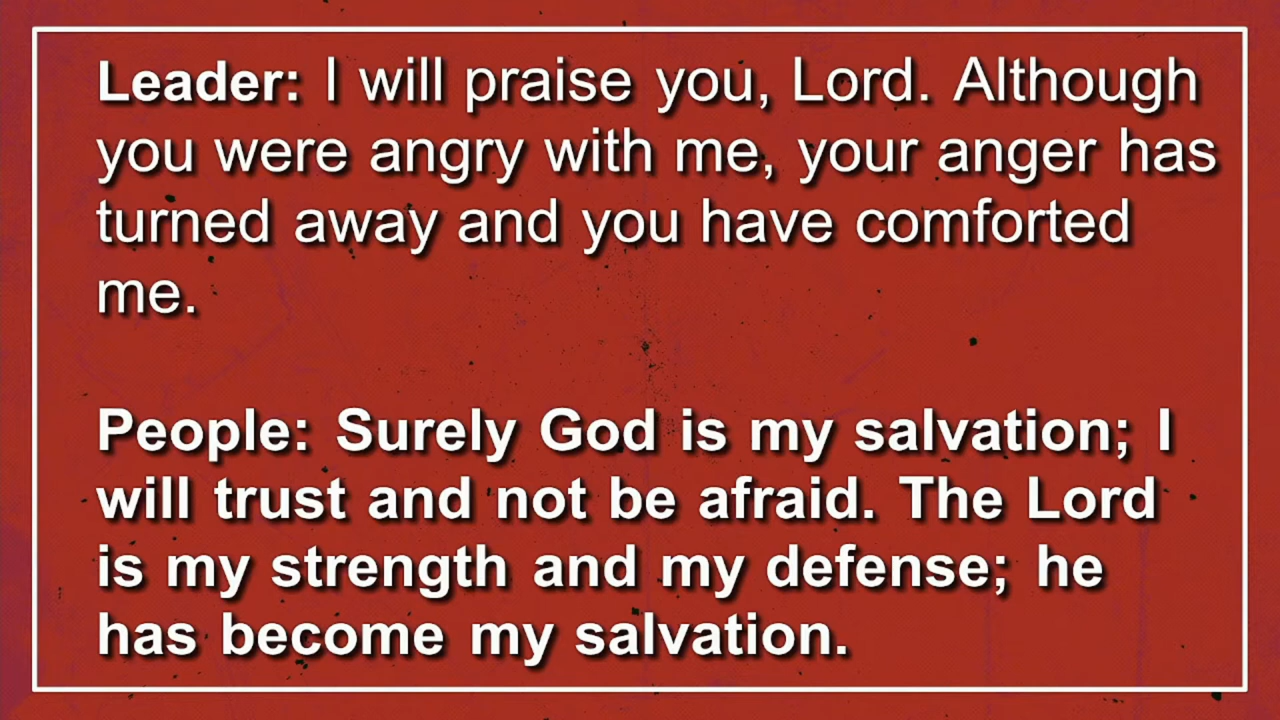 Leader: I will praise you, Lord. Although
you were angry with me, your anger has
turned away and you have comforted
me.
People: Surely God is my salvation; I
will trust and not be afraid. The Lord
is my strength and my defense; he
has become my salvation.